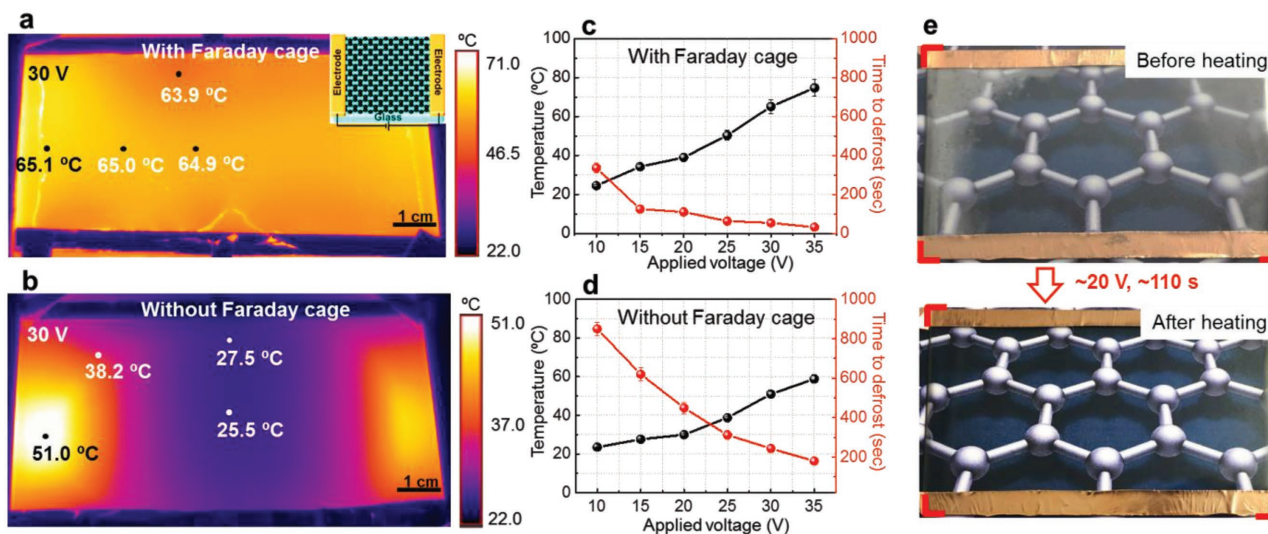 a
With Faraday cage
30 V
63.9 ºC
65.1 ºC
65.0 ºC
64.9 ºC
1 cm
Electrode
Electrode
Glass
ºC
71.0
46.5
22.0
b
Without Faraday cage
30 V
38.2 ºC
27.5 ºC
25.5 ºC
51.0 ºC
1 cm
ºC
51.0
37.0
22.0
c
With Faraday cage
Temperature (ºC)
100
80
60
40
20
0
1000
800
600
400
200
0
Time to defrost (sec)
10 15 20 25 30 35
Applied voltage (V)
d
Without Faraday cage
Temperature (ºC)
100
80
60
40
20
0
1000
800
600
400
200
Time to defrost (sec)
10 15 20 25 30 35
Applied voltage (V)
e
Before heating
~20 V, ~110 s
After heating